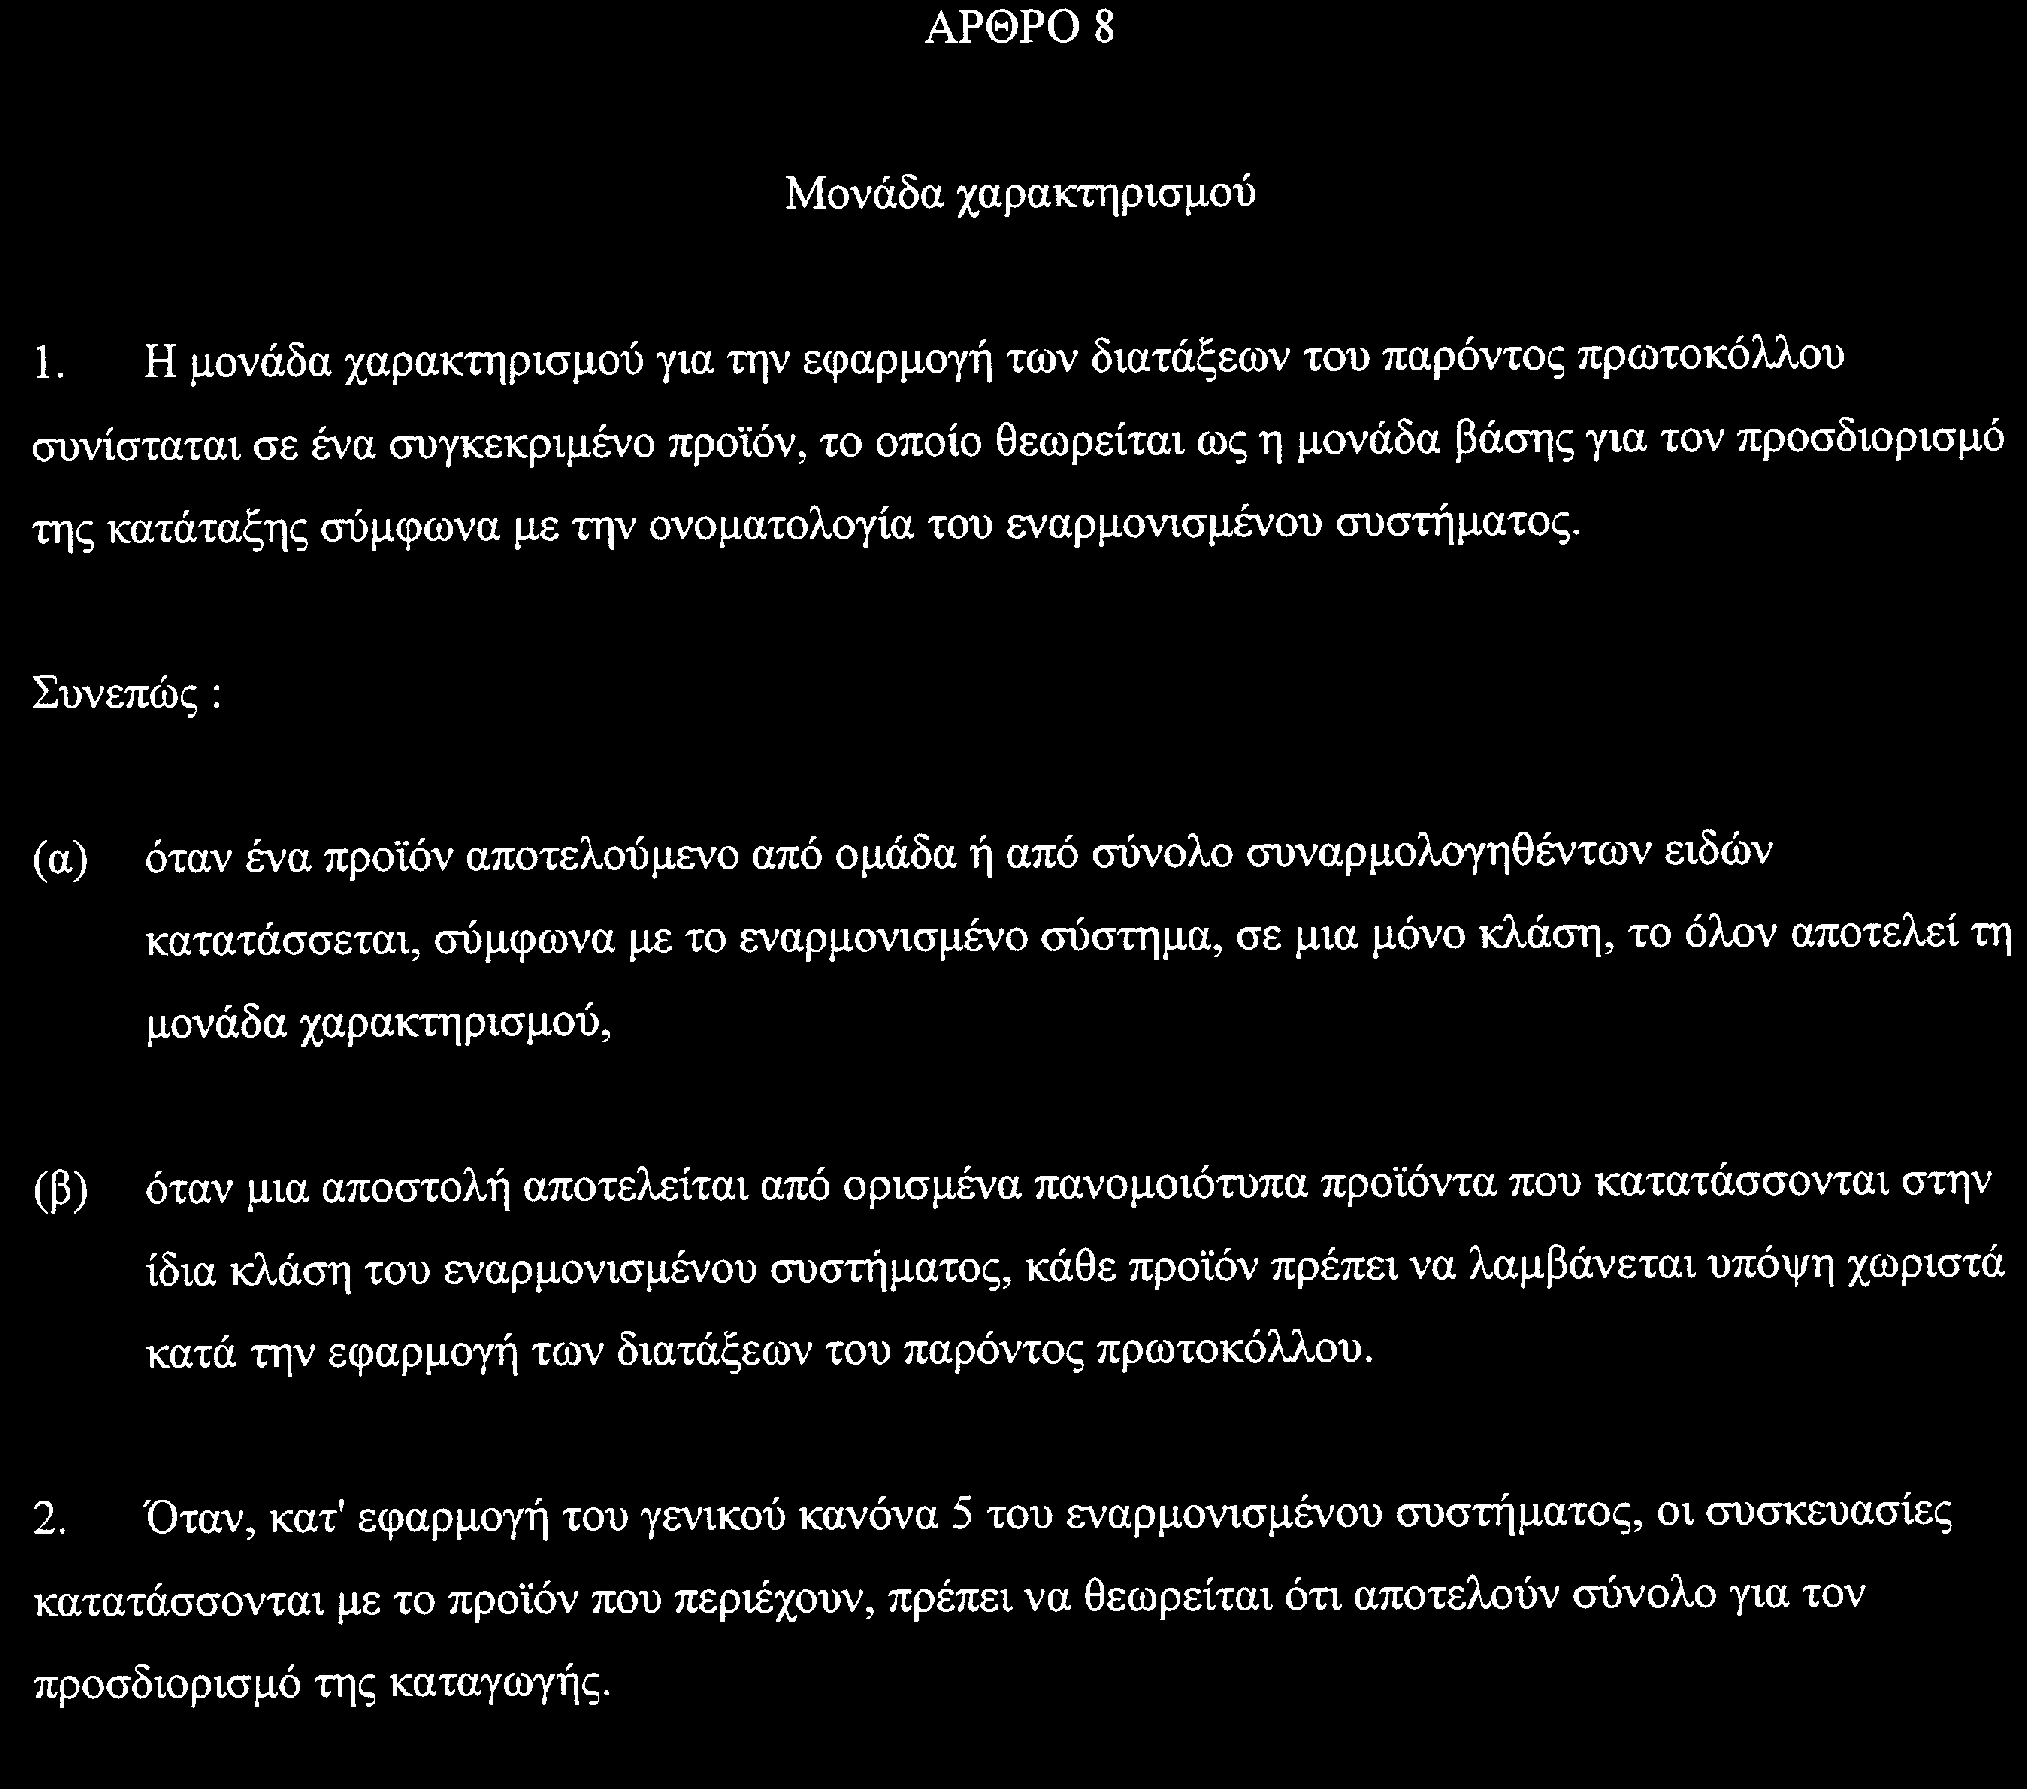 ΑΡΘΡΟ 8
Μονάδα χαρακτηρισμού
1. Η μονάδα χαρακτηρισμού για την εφαρμογή των διατάξεων του παρόντος πρωτοκόλλου
συνίσταται σε ένα συγκεκριμένο προϊόν, το οποίο θεωρείται ως η μονάδα βάσης για τον προσδιορισμό
της κατάταξης σύμφωνα με την ονοματολογία του εναρμονισμένου συστήματος.
Συνεπώς :
(α) όταν ένα προϊόν αποτελούμενο από ομάδα ή από σύνολο συναρμολογηθέντων ειδών
κατατάσσεται, σύμφωνα με το εναρμονισμένο σύστημα, σε μια μόνο κλάση, το όλον αποτελεί τη
μονάδα χαρακτηρισμού,
(β) όταν μια αποστολή αποτελείται από ορισμένα πανομοιότυπα προϊόντα που κατατάσσονται στην
ίδια κλάση του εναρμονισμένου συστήματος, κάθε προϊόν πρέπει να λαμβάνεται υπόψη χωριστά
κατά την εφαρμογή των διατάξεων του παρόντος πρωτοκόλλου.
2. Όταν, κατ' εφαρμογή του γενικού κανόνα 5 του εναρμονισμένου συστήματος, οι συσκευασίες
κατατάσσονται με το προϊόν που περιέχουν, πρέπει να θεωρείται ότι αποτελούν σύνολο για τον
προσδιορισμό της καταγωγής.